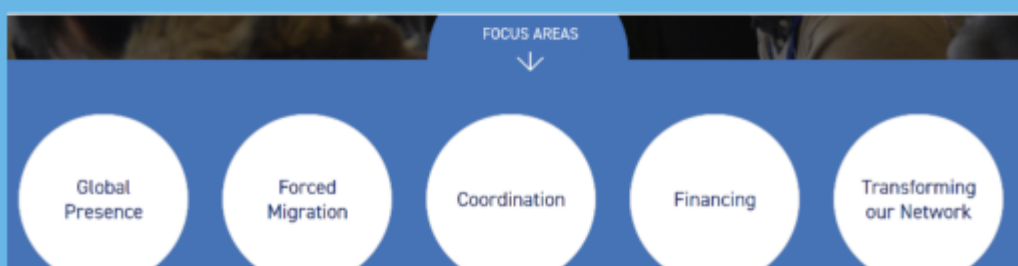 FOCUS AREAS
Global
Presence
Forced
Migration
Coordination
Financing
Transforming
our Network